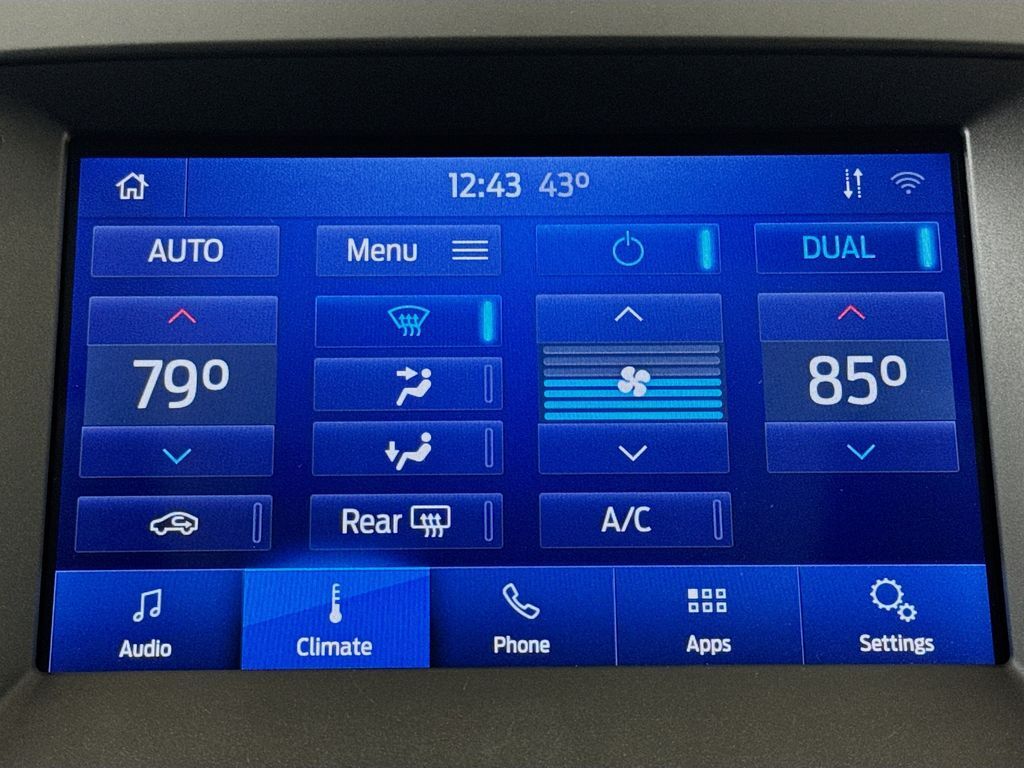 12:43 43°
AUTO
Menu
DUAL
79°
85°
Rear
A/C
Audio
Climate
Phone
Apps
Settings